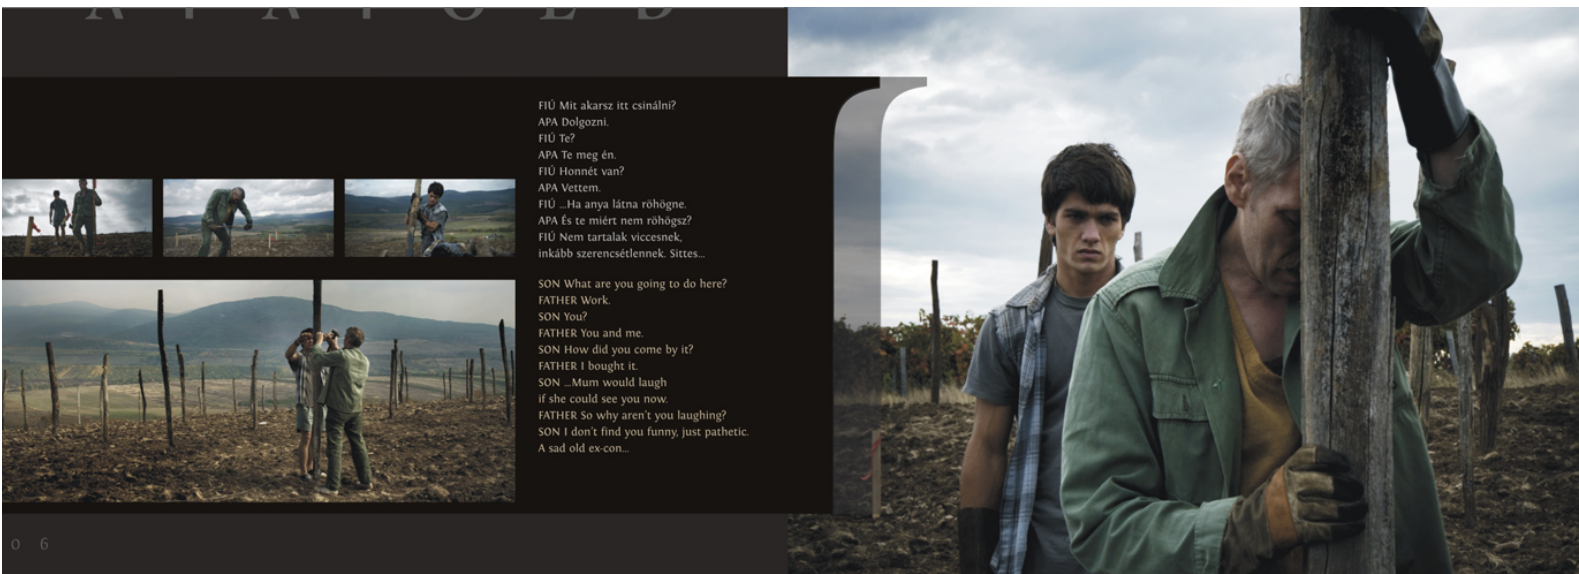 APAFÖLD
FIÚ Mit akarsz itt csinálni?
APA Dolgozni.
FIÚ Te?
APA Te meg én.
FIÚ Honnét van?
APA Vettem.
FIÚ ...Ha anya látna röhögne.
APA És te miért nem röhögsz?
FIÚ Nem tartalak viccesnek,
inkább szerencsétlennek. Sittes...
SON What are you going to do here?
FATHER Work.
SON You?
FATHER You and me.
SON How did you come by it?
FATHER I bought it.
SON ...Mum would laugh
if she could see you now.
FATHER So why aren't you laughing?
SON I don't find you funny, just pathetic.
A sad old ex-con...
06